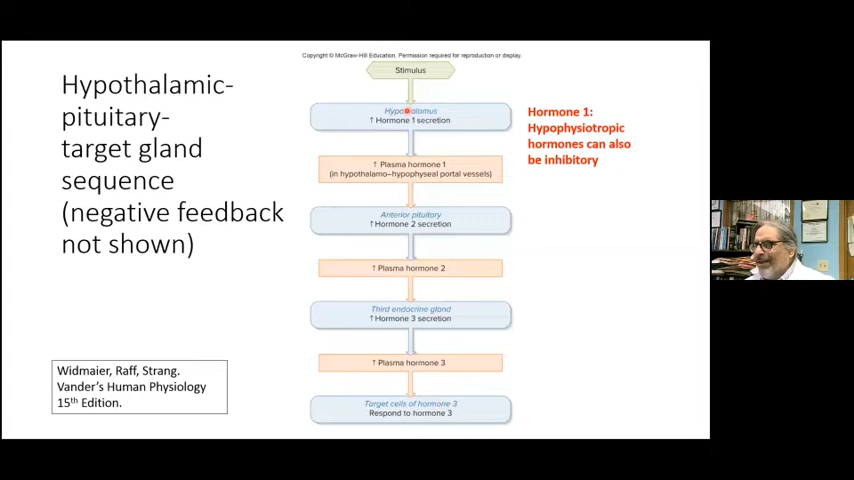 Copyright © McGraw-Hill Education. Permission required for reproduction or display.
Hypothalamic-
pituitary-
target gland
sequence
(negative feedback
not shown)
Stimulus
Hypothalamus
↑ Hormone 1 secretion
Hormone 1:
Hypophysiotropic
hormones can also
be inhibitory
↑ Plasma hormone 1
(in hypothalamo–hypophyseal portal vessels)
Anterior pituitary
↑Hormone 2 secretion
↑ Plasma hormone 2
Third endocrine gland
↑Hormone 3 secretion
↑ Plasma hormone 3
Target cells of hormone 3
Respond to hormone 3
Widmaier, Raff, Strang.
Vander's Human Physiology
15th Edition.